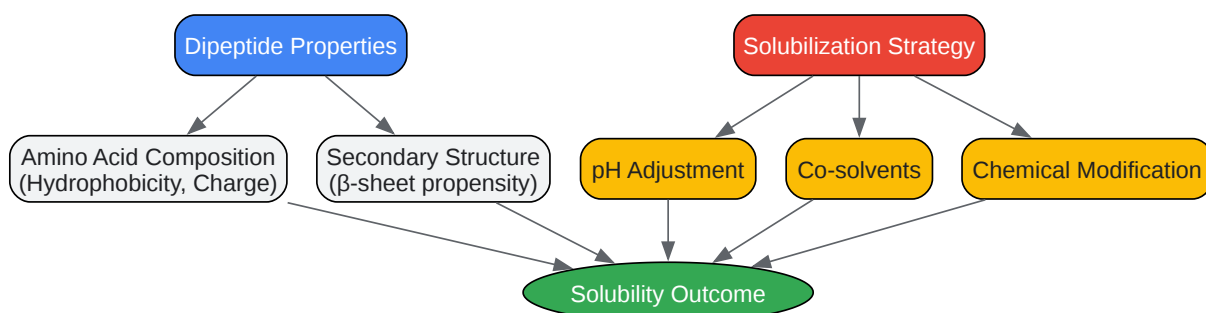 Dipeptide Properties
Solubilization Strategy
Amino Acid Composition
(Hydrophobicity, Charge)
Secondary Structure
(β-sheet propensity)
pH Adjustment
Co-solvents
Chemical Modification
Solubility Outcome